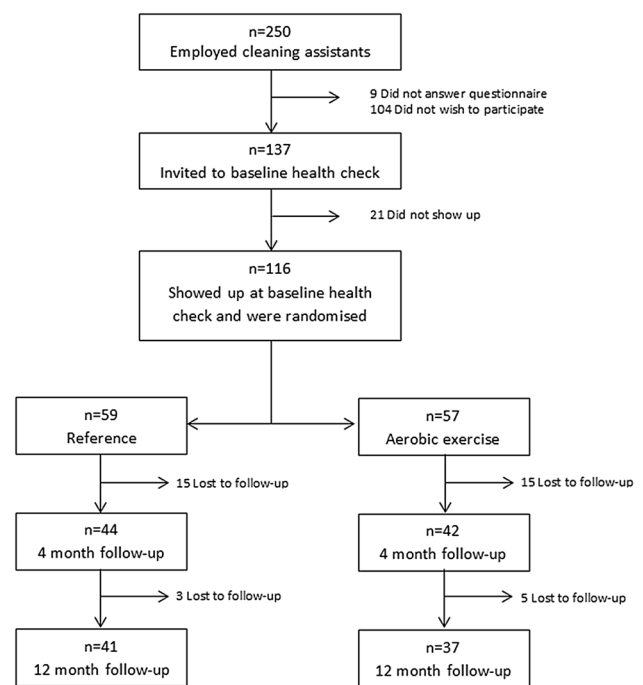 n=250
Employed cleaning assistants
9 Did not answer questionnaire
104 Did not wish to participate
n=137
Invited to baseline health check
21 Did not show up
n=116
Showed up at baseline health
check and were randomised
n=59
Reference
n=57
Aerobic exercise
15 Lost to follow-up
15 Lost to follow-up
n=44
4 month follow-up
n=42
4 month follow-up
3 Lost to follow-up
5 Lost to follow-up
n=41
12 month follow-up
n=37
12 month follow-up